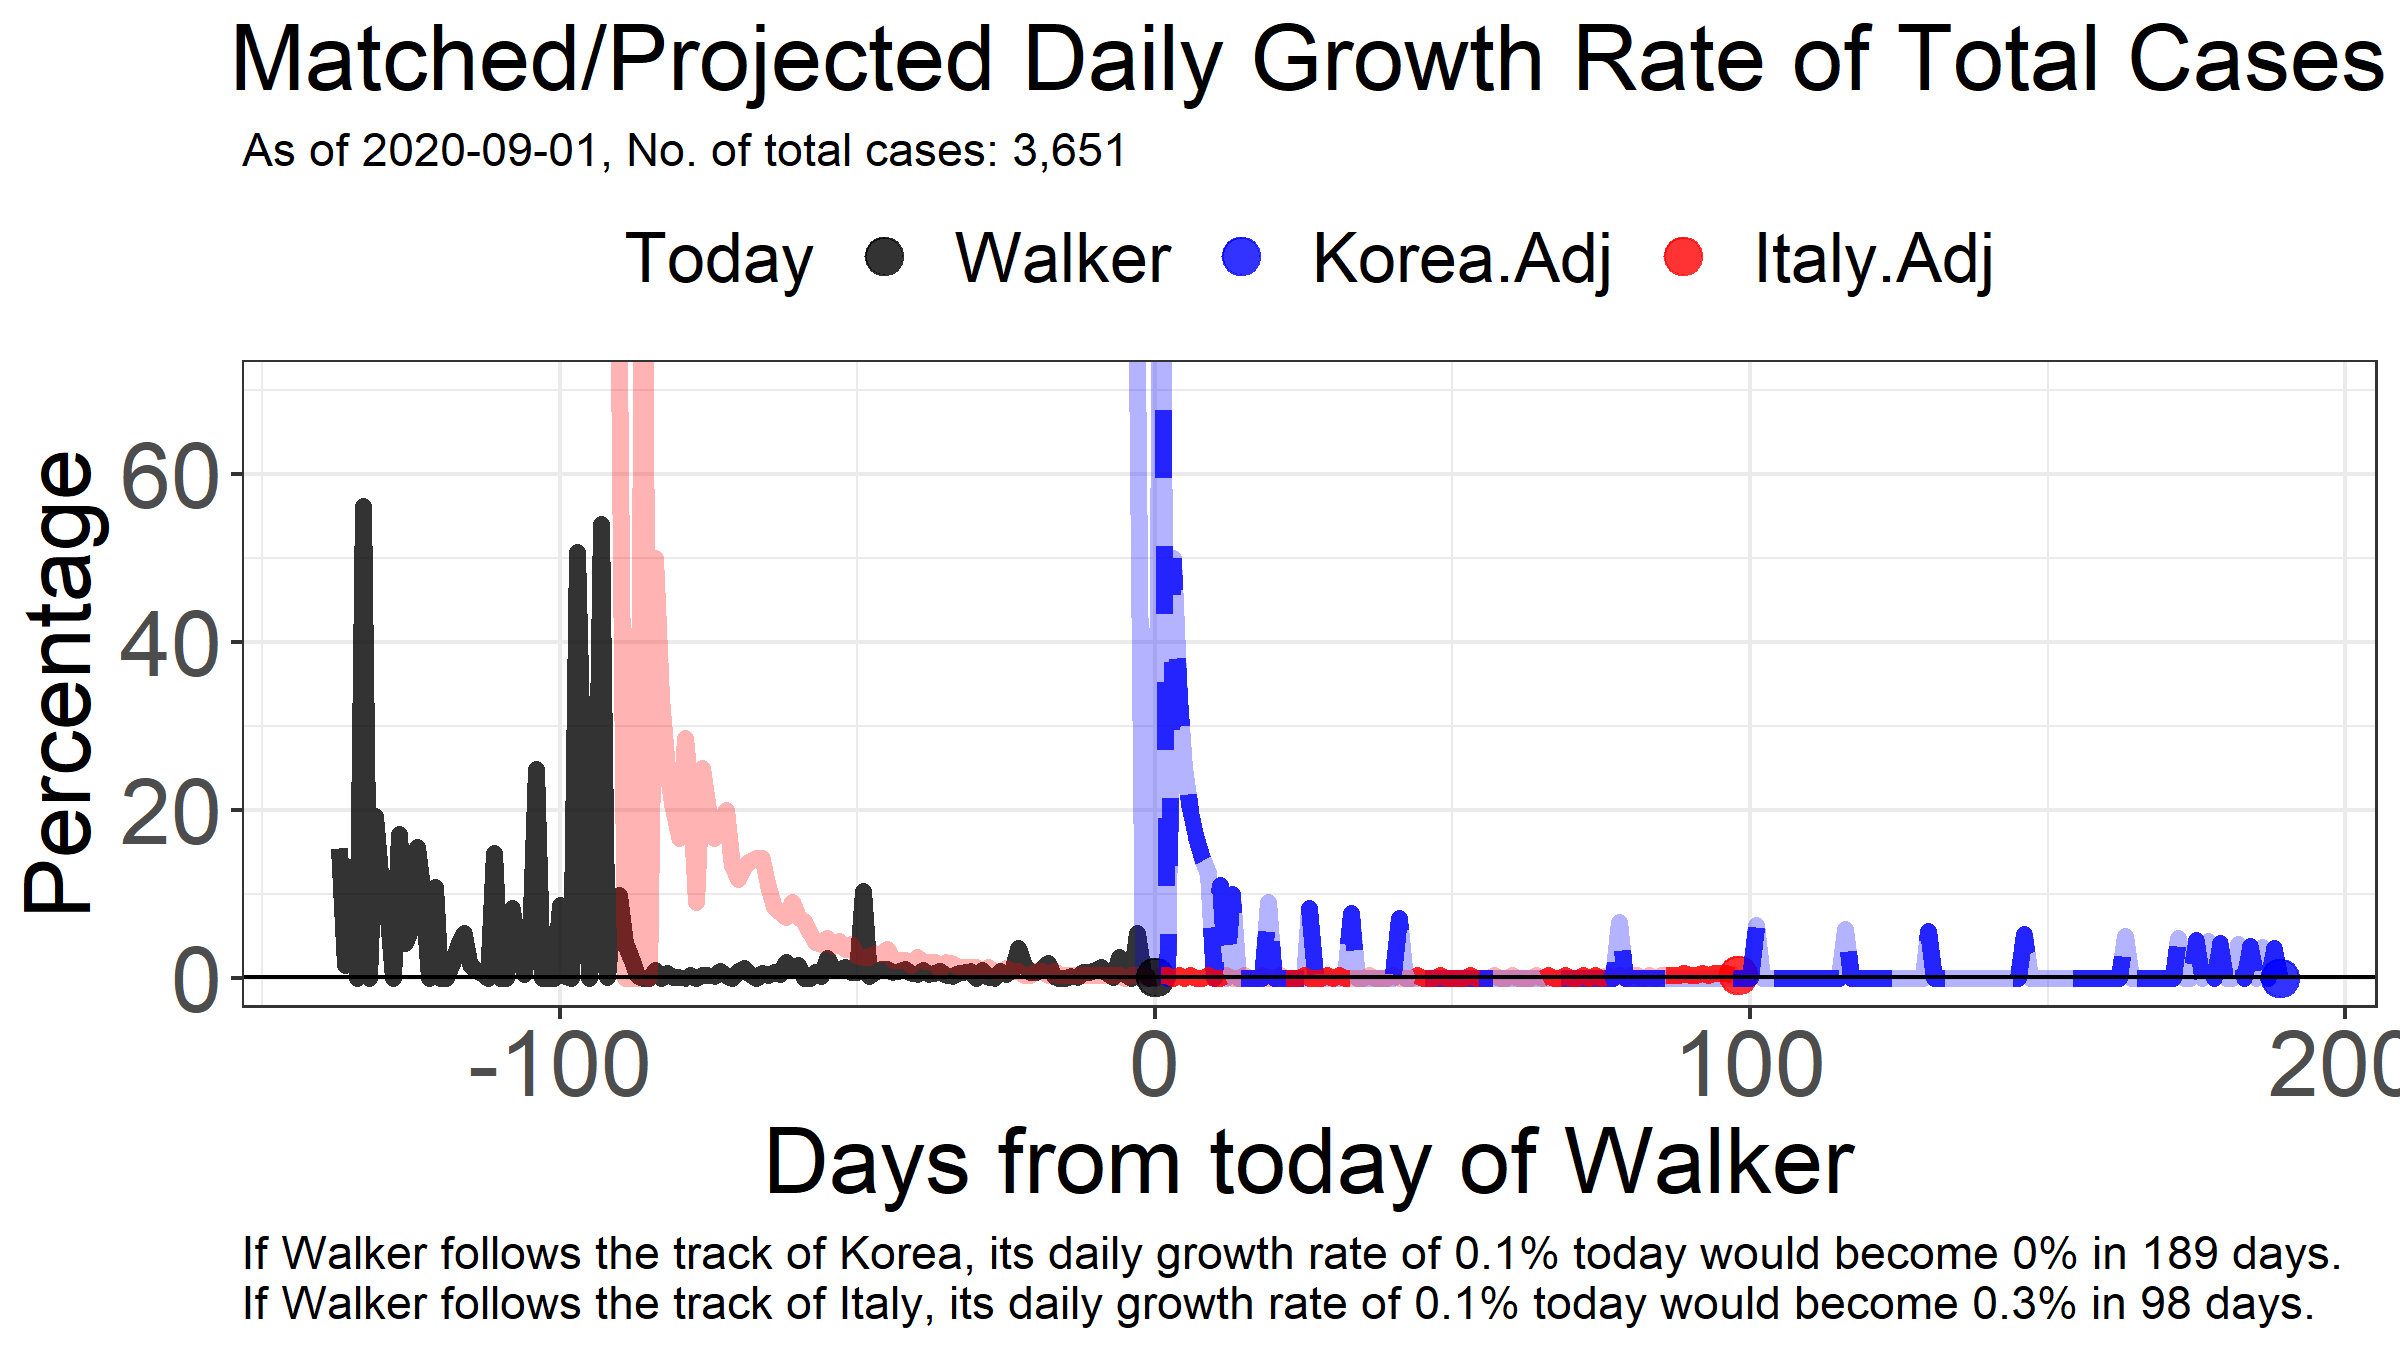 Matched/Projected Daily Growth Rate of Total Cases
As of 2020-09-01, No. of total cases: 3,651
Today Walker Korea.Adj Italy.Adj
Percentage
60
40
20
0
-100 0 100 200
Days from today of Walker
If Walker follows the track of Korea, its daily growth rate of 0.1% today would become 0% in 189 days.
If Walker follows the track of Italy, its daily growth rate of 0.1% today would become 0.3% in 98 days.